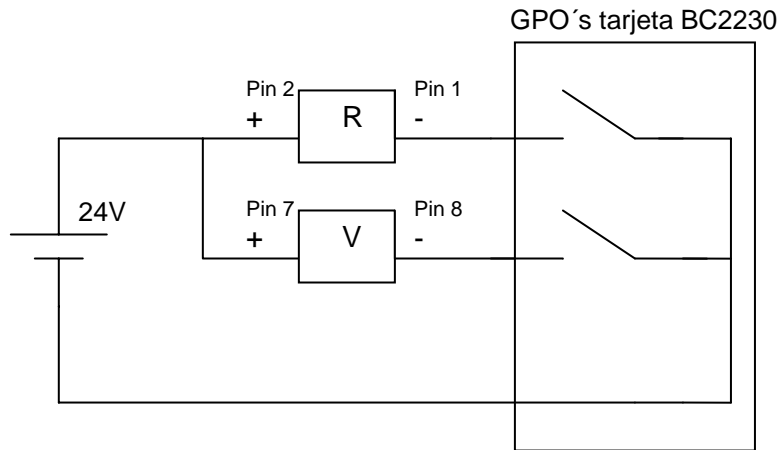 GPO´s tarjeta BC2230
Pin 2
Pin 1
+
R
-
24V
Pin 7
Pin 8
+
V
-